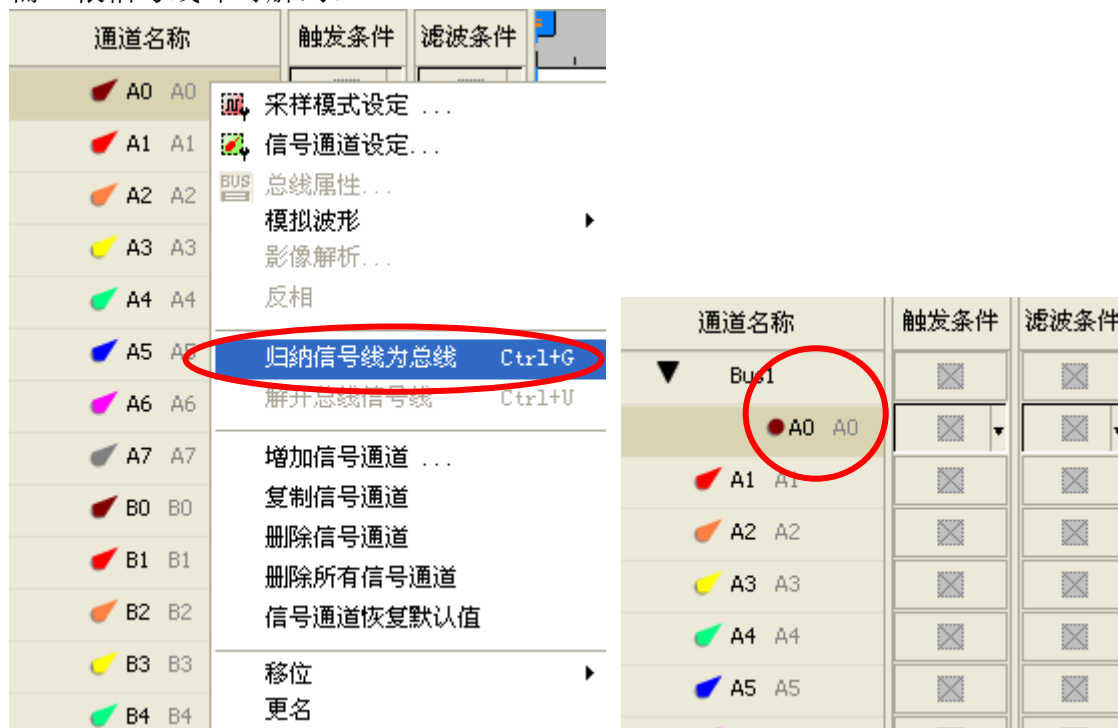 通道名称 触发条件 滤波条件
A0 A0
A1 A1
A2 A2
A3 A3
A4 A4
A5
A6 A6
A7 A7
B0 B0
B1 B1
B2 B2
B3 B3
B4 B4
采样模式设定 ...
信号通道设定...
BUS 总线属性...
模拟波形
影像解析...
反相
归纳信号线为总线 Ctrl+G
解开总线信号线 Ctrl+U
增加信号通道 ...
复制信号通道
删除信号通道
删除所有信号通道
信号通道恢复默认值
移位
更名
通道名称 触发条件 滤波条件
Bus1
A0 A0
A1 A1
A2 A2
A3 A3
A4 A4
A5 A5